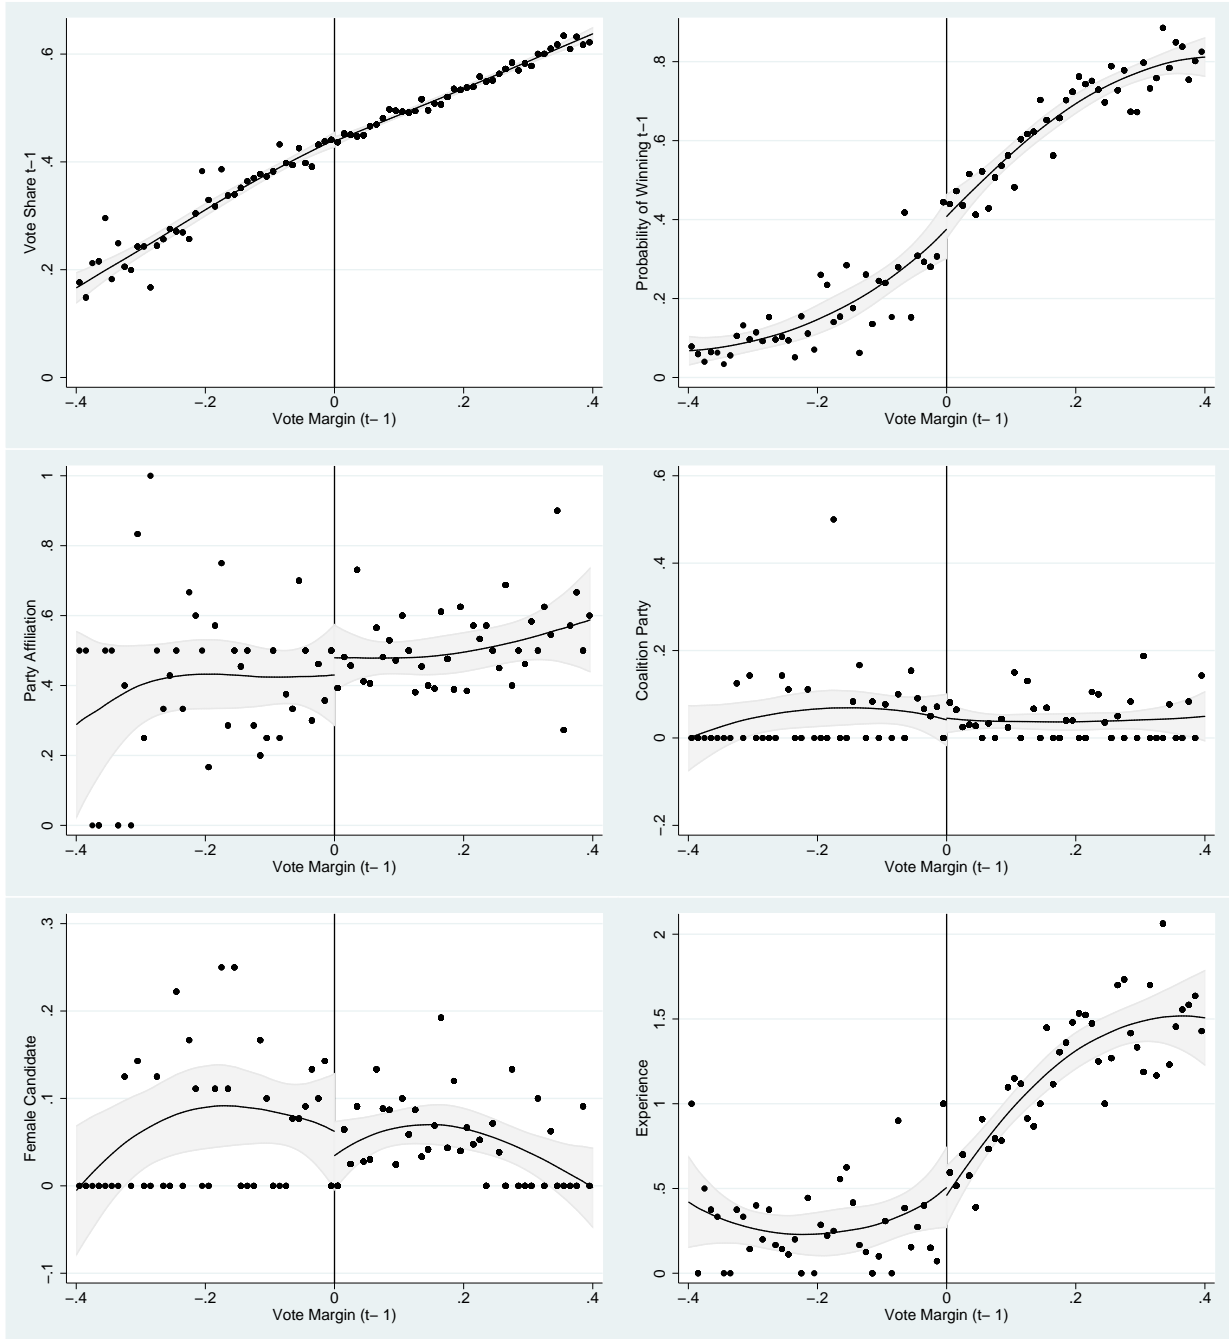 Vote Share t−1
0 .2 .4 .6
−.4 −.2 0 .2 .4
Vote Margin (t− 1)
Probability of Winning t−1
0 .2 .4 .6 .8
−.4 −.2 0 .2 .4
Vote Margin (t− 1)
Party Affiliation
0 .2 .4 .6 .8 1
−.4 −.2 0 .2 .4
Vote Margin (t− 1)
Coalition Party
−.2 0 .2 .4 .6
−.4 −.2 0 .2 .4
Vote Margin (t− 1)
Female Candidate
−.1 0 .1 .2 .3
−.4 −.2 0 .2 .4
Vote Margin (t− 1)
Experience
0 .5 1 1.5 2
−.4 −.2 0 .2 .4
Vote Margin (t− 1)